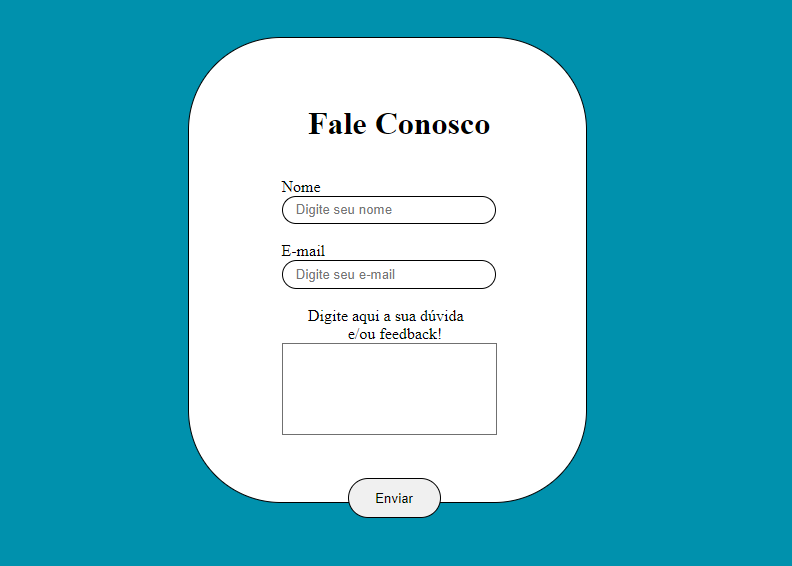 Fale Conosco
Nome
Digite seu nome
E-mail
Digite seu e-mail
Digite aqui a sua dúvida
e/ou feedback!
Enviar